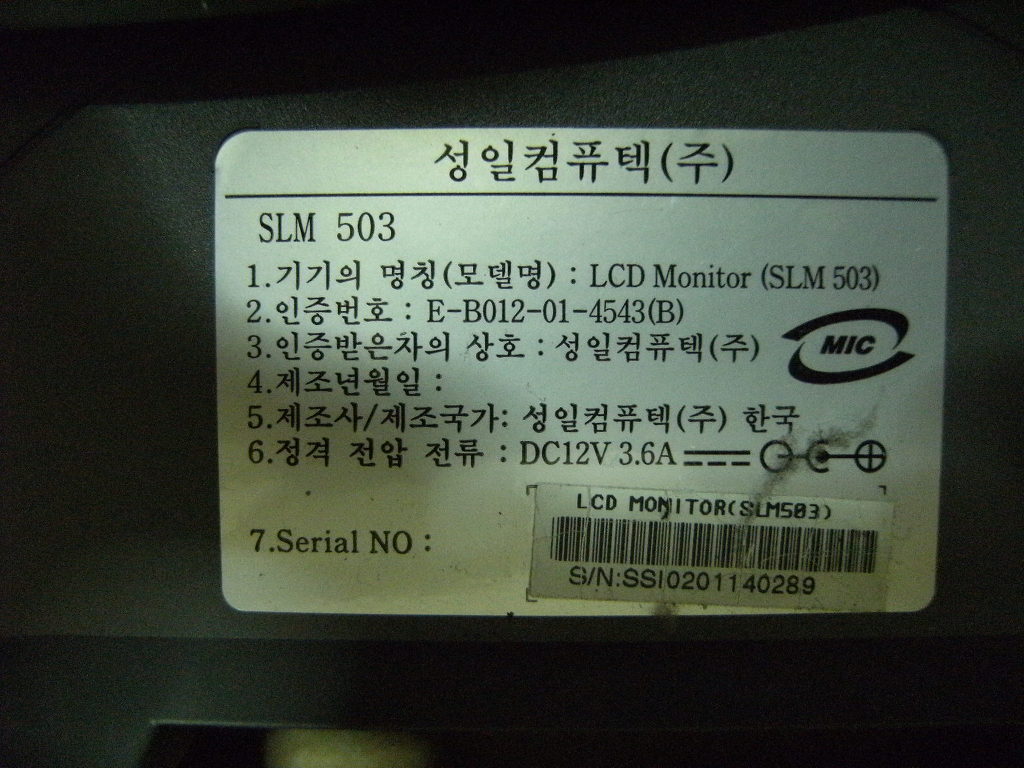 성일컴퓨텍(주)
SLM 503
1.기기의 명칭(모델명) : LCD Monitor (SLM 503)
2.인증번호 : E-B012-01-4543(B)
3.인증받은차의 상호 : 성일컴퓨텍(주)
MIC
4.제조년월일 :
5.제조사/제조국가: 성일컴퓨텍(주) 한국
6.정격 전압 전류 : DC12V 3.6A
LCD MONITOR(SLM503)
7.Serial NO :
S/N:SSI0201140289